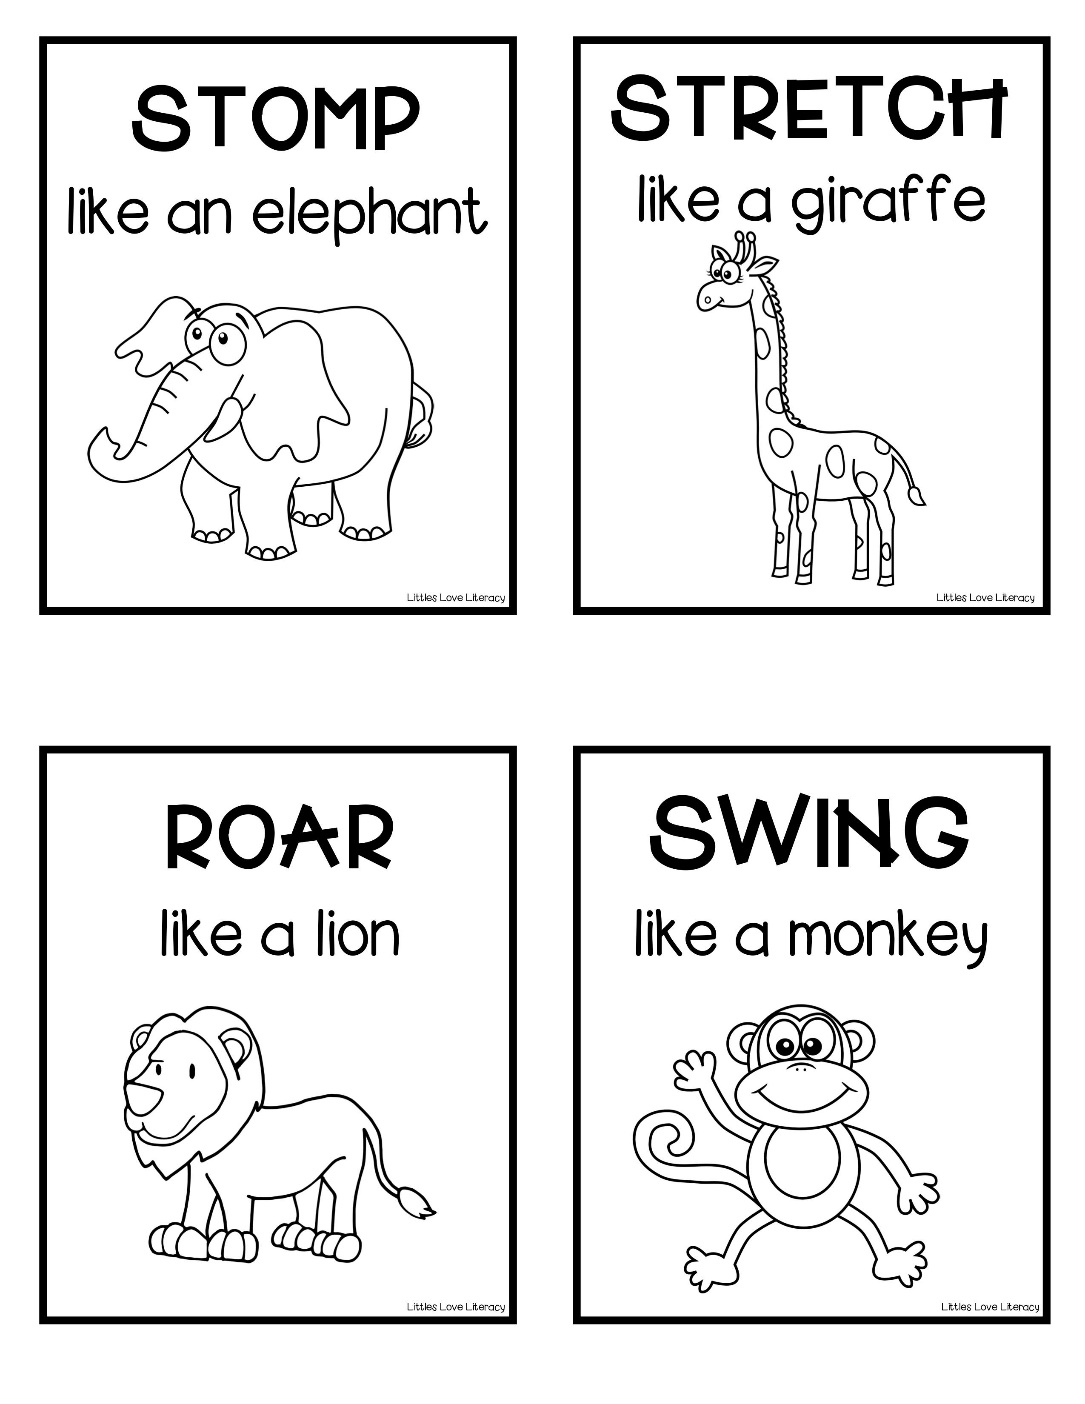 STOMP
like an elephant
Littles Love Literacy
STRETCH
like a giraffe
Littles Love Literacy
ROAR
like a lion
Littles Love Literacy
SWING
like a monkey
Littles Love Literacy